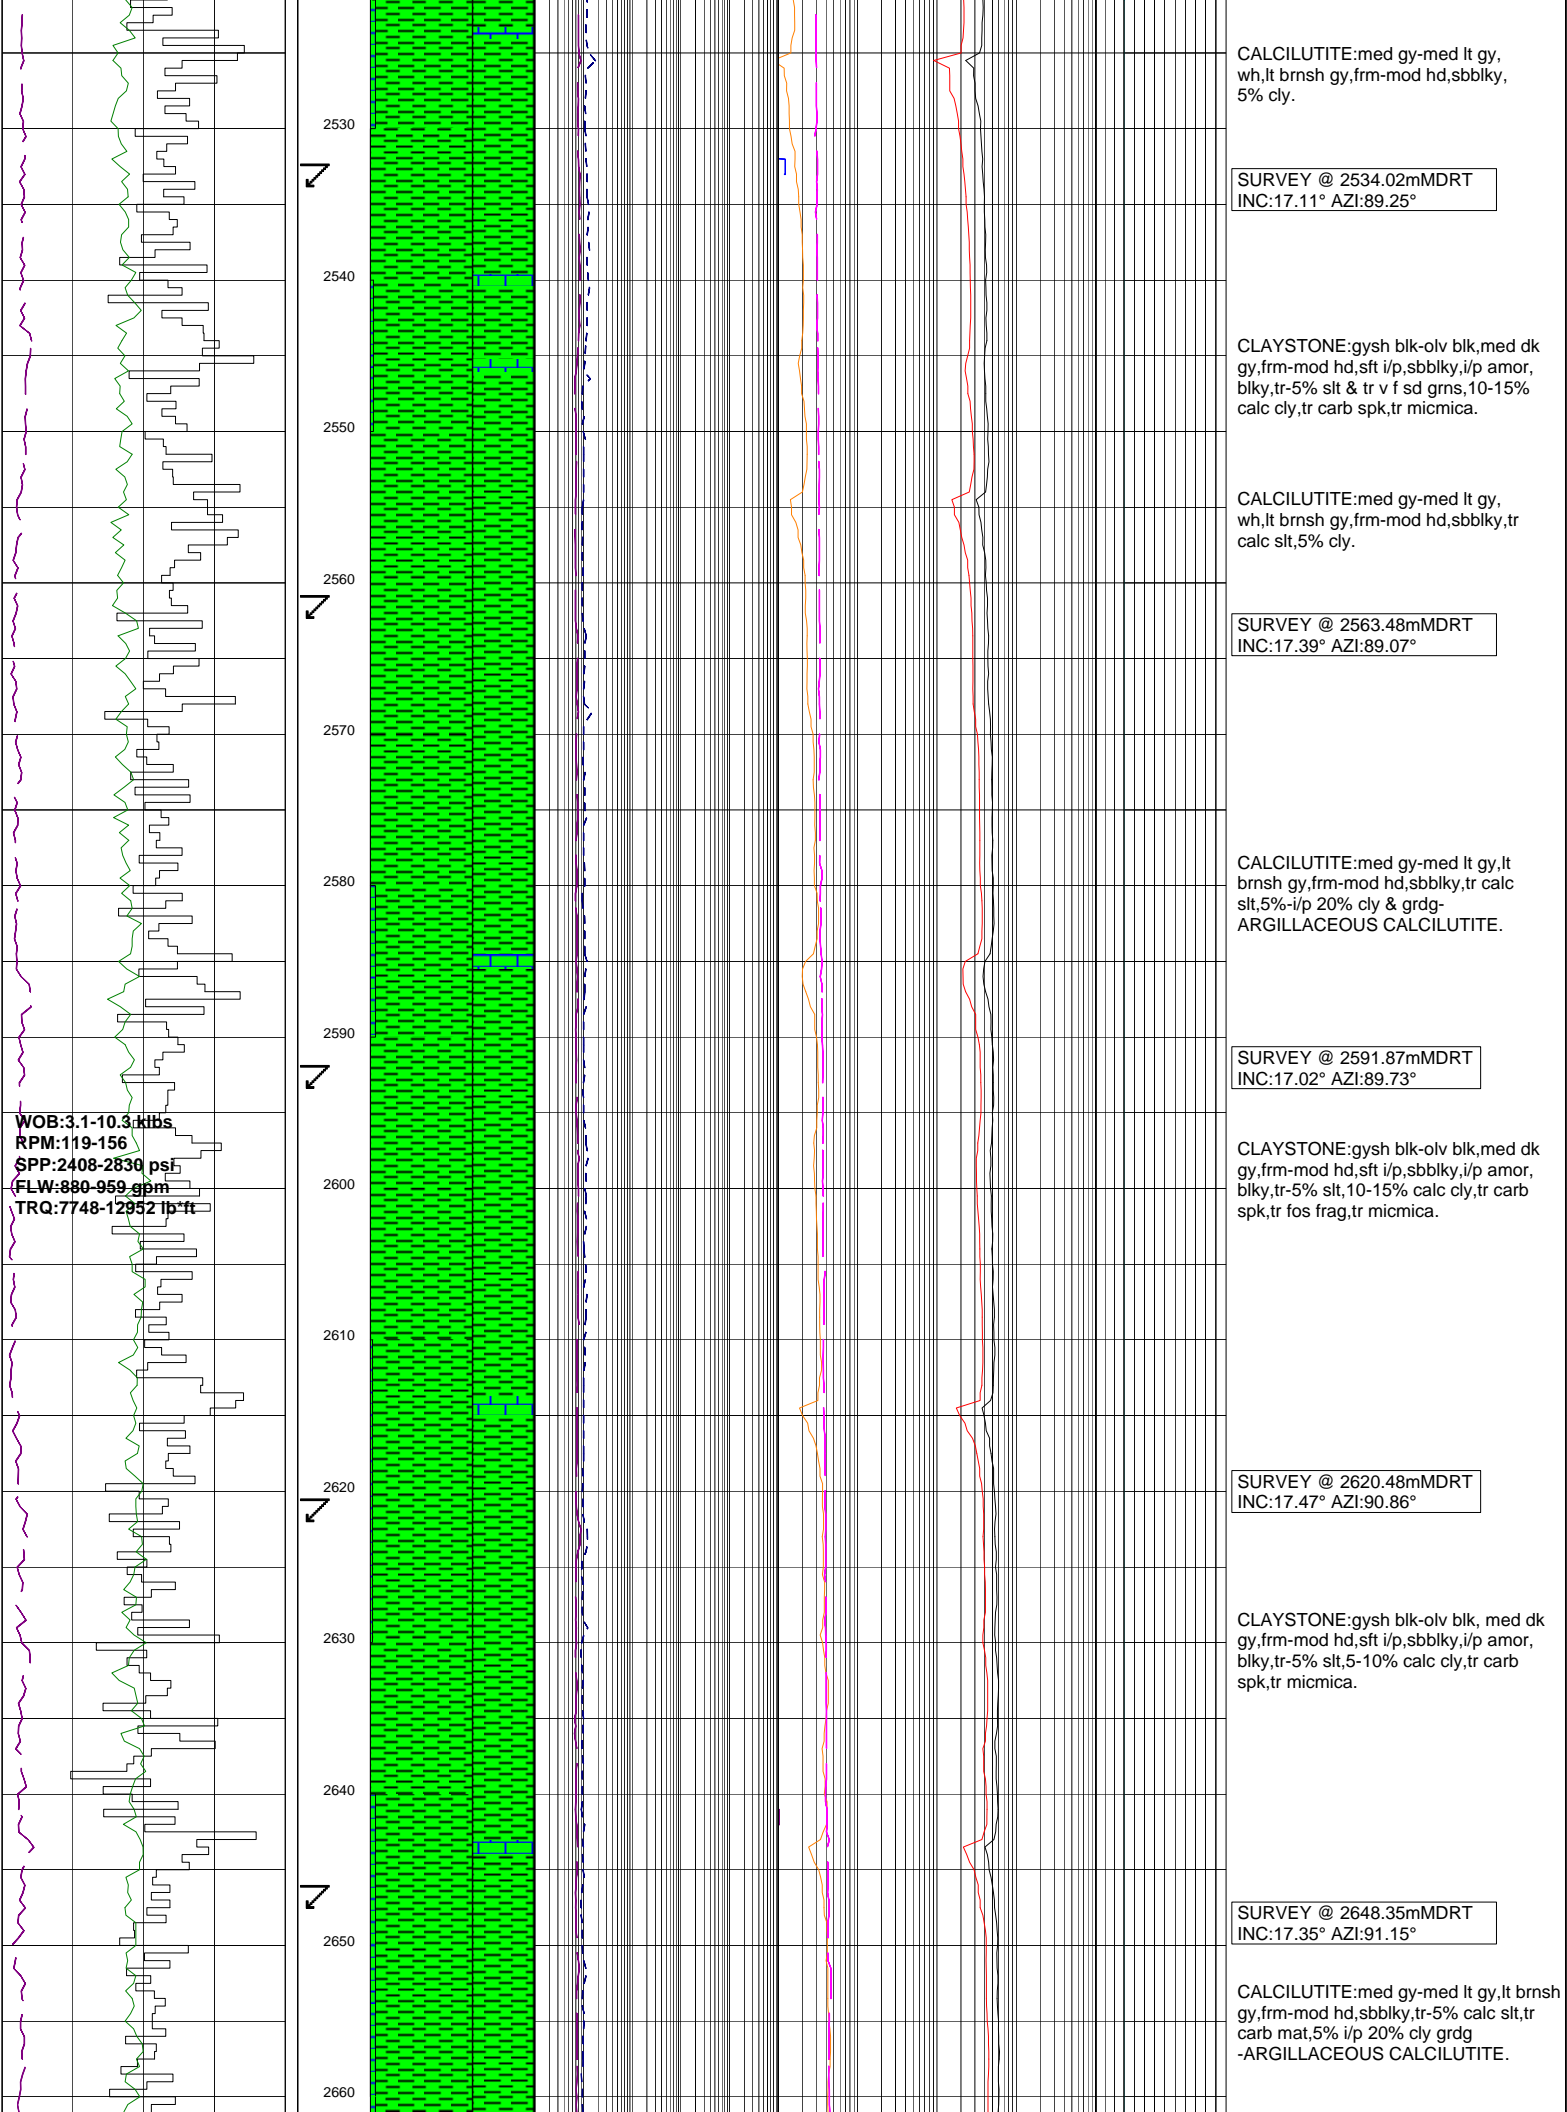 CALCILUTITE:med gy-med lt gy,
wh,lt brnsh gy,frm-mod hd,sbblky,
5% cly.
2530
SURVEY @ 2534.02mMDRT
INC:17.11° AZI:89.25°
2540
CLAYSTONE:gysh blk-olv blk,med dk
gy,frm-mod hd,sft i/p,sbblky,i/p amor,
blky,tr-5% slt & tr v f sd grns,10-15%
calc cly,tr carb spk,tr micmica.
2550
CALCILUTITE:med gy-med lt gy,
wh,lt brnsh gy,frm-mod hd,sbblky,tr
calc slt,5% cly.
2560
SURVEY @ 2563.48mMDRT
INC:17.39° AZI:89.07°
2570
CALCILUTITE:med gy-med lt gy,lt
brnsh gy,frm-mod hd,sbblky,tr calc
slt,5%-i/p 20% cly & grdg-
ARGILLACEOUS CALCILUTITE.
2580
2590
SURVEY @ 2591.87mMDRT
INC:17.02° AZI:89.73°
WOB:3.1-10.3 klbs
RPM:119-156
SPP:2408-2830 psi
FLW:880-959 gpm
TRQ:7748-12952 lb*ft
CLAYSTONE:gysh blk-olv blk,med dk
gy,frm-mod hd,sft i/p,sbblky,i/p amor,
blky,tr-5% slt,10-15% calc cly,tr carb
spk,tr fos frag,tr micmica.
2600
2610
2620
SURVEY @ 2620.48mMDRT
INC:17.47° AZI:90.86°
CLAYSTONE:gysh blk-olv blk, med dk
gy,frm-mod hd,sft i/p,sbblky,i/p amor,
blky,tr-5% slt,5-10% calc cly,tr carb
spk,tr micmica.
2630
2640
SURVEY @ 2648.35mMDRT
INC:17.35° AZI:91.15°
2650
CALCILUTITE:med gy-med lt gy,lt brnsh
gy,frm-mod hd,sbblky,tr-5% calc slt,tr
carb mat,5% i/p 20% cly grdg
-ARGILLACEOUS CALCILUTITE.
2660